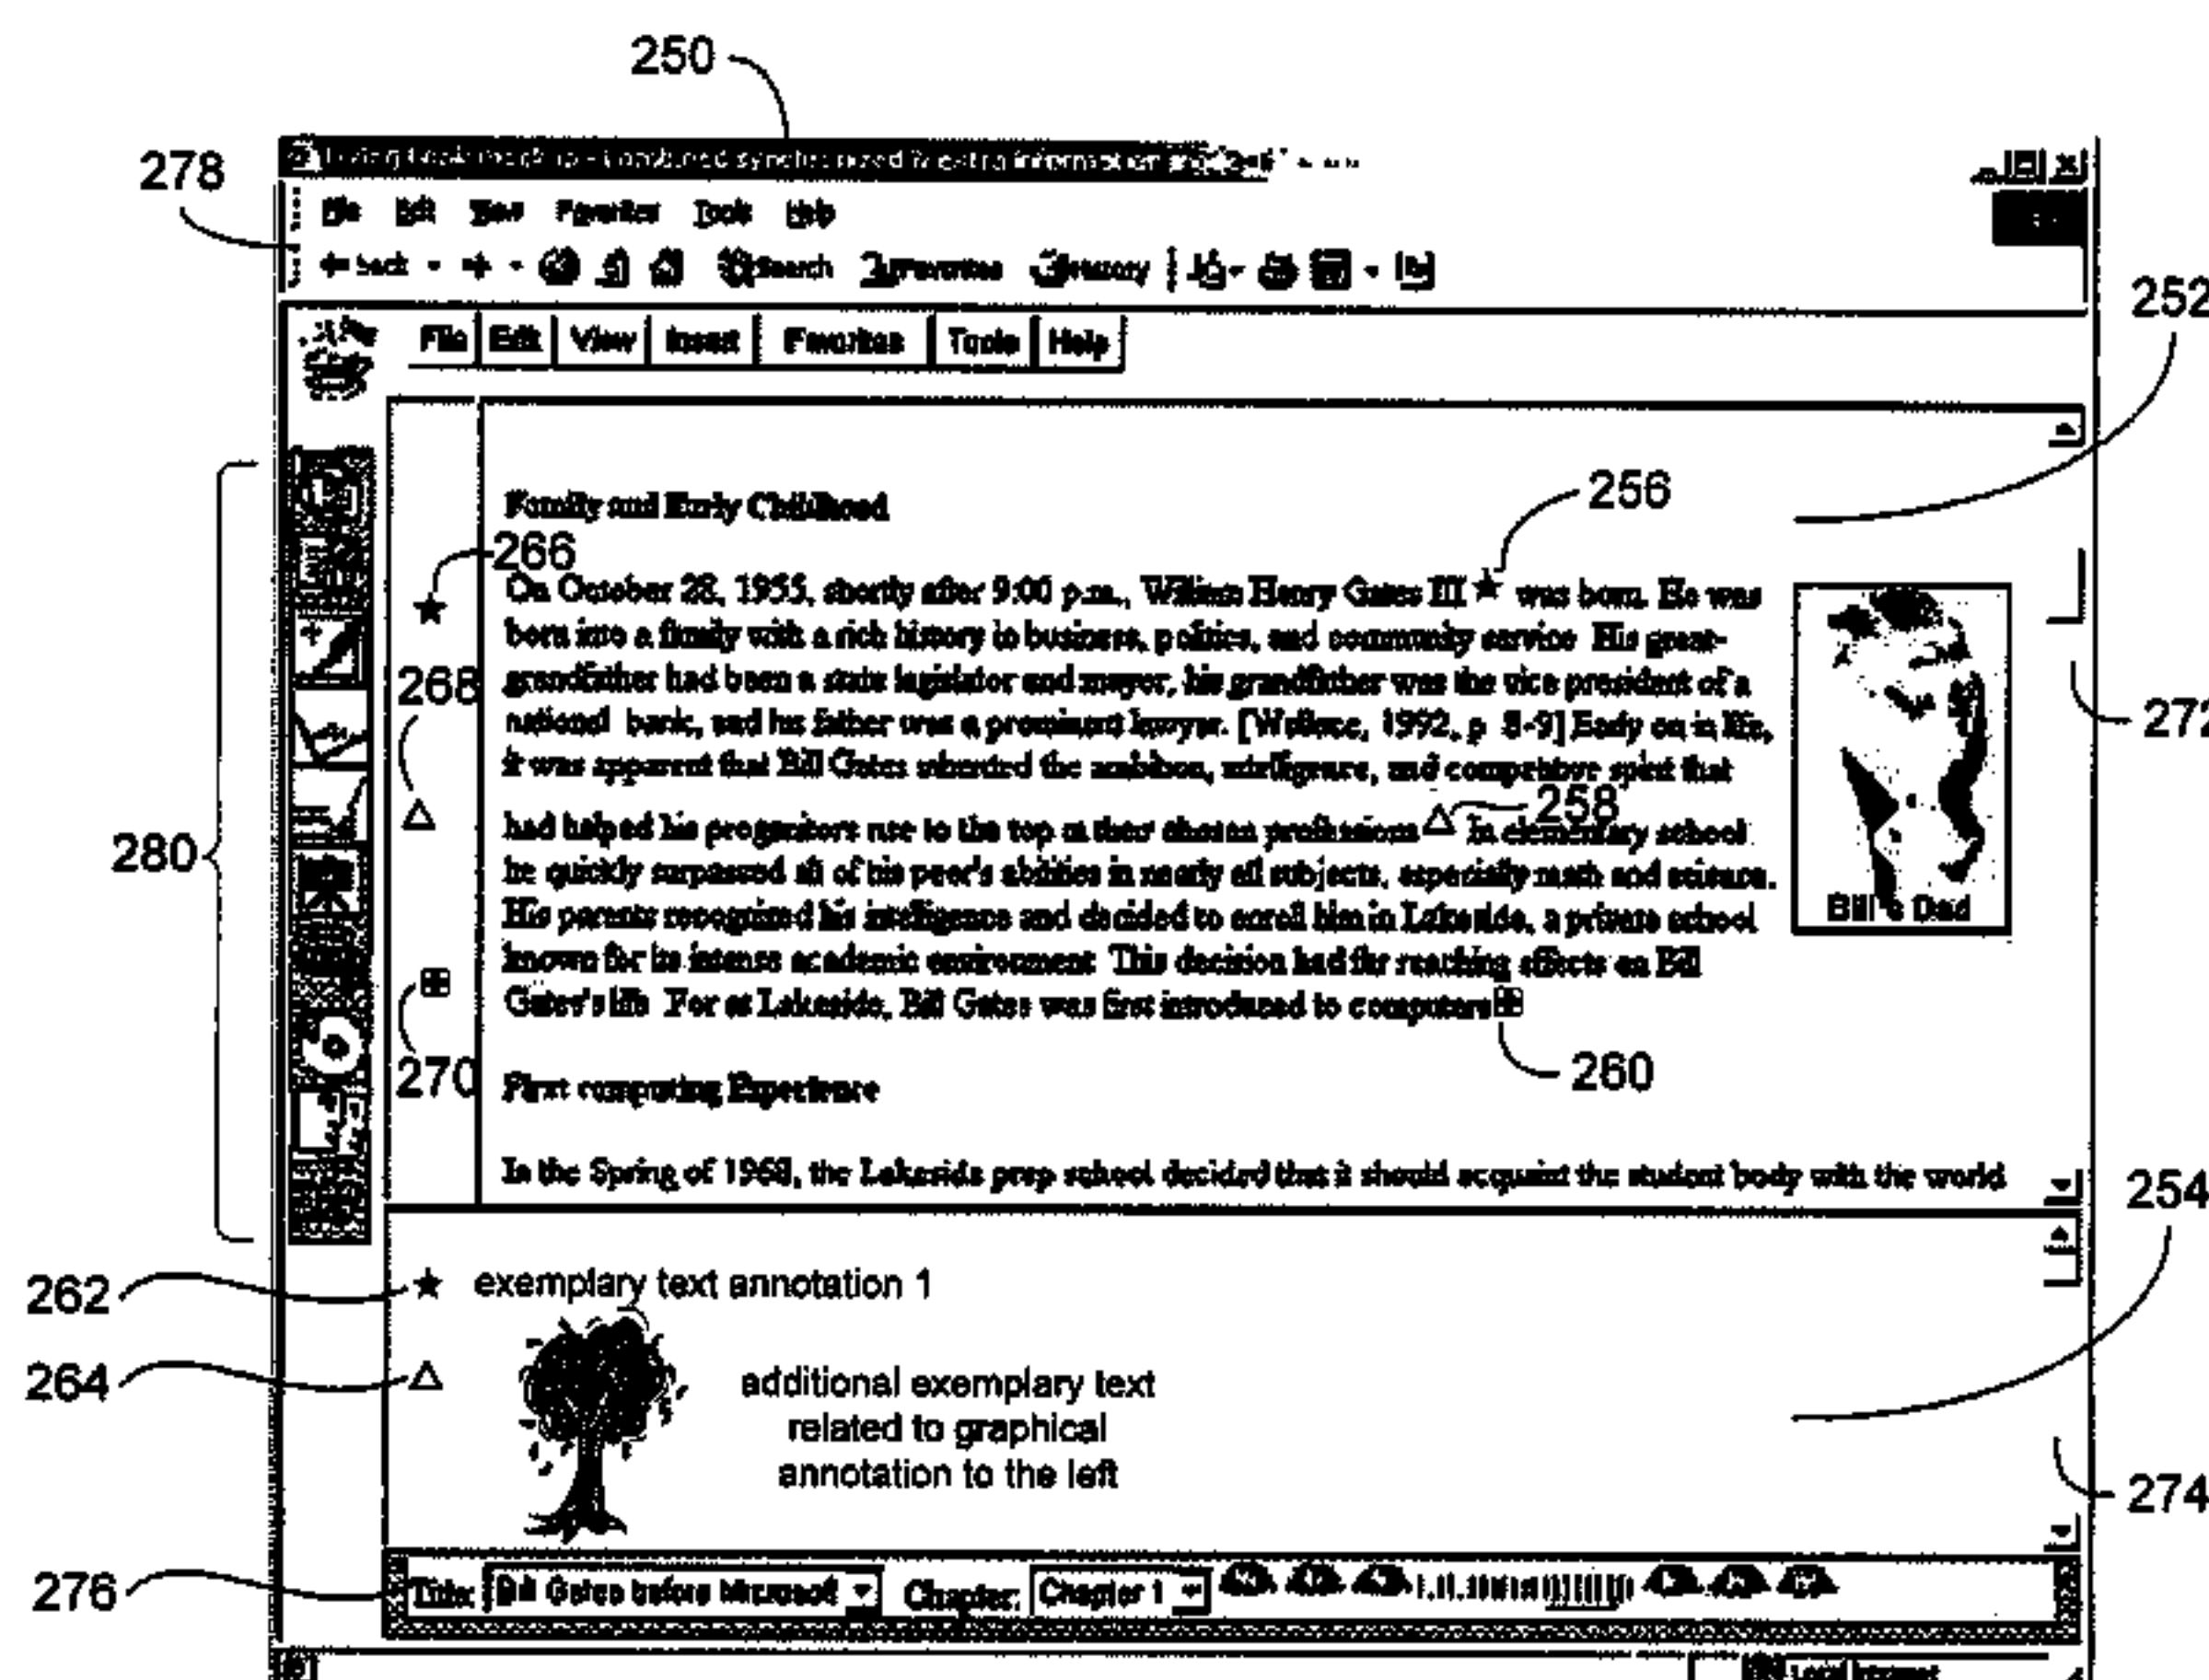 250
278
File Edit View Favorites Tools Help
Back Search Favorites History
252
File Edit View Insert Favorites Tools Help
256
Family and Early Childhood
266
On October 28, 1955, shortly after 9:00 p.m., William Henry Gates III ★ was born. He was
born into a family with a rich history in business, politics, and community service. His great-
268
grandfather had been a state legislator and mayor, his grandfather was the vice president of a
national bank, and his father was a prominent lawyer. [Wallace, 1992, p 8-9] Early on in life,
272
it was apparent that Bill Gates inherited the ambition, intelligence, and competitive spirit that
258
had helped his progenitors rise to the top in their chosen professions △ In elementary school
280
he quickly surpassed all of his peer's abilities in nearly all subjects, especially math and science.
Bill's Dad
His parents recognized his intelligence and decided to enroll him in Lakeside, a private school
known for its intense academic environment. This decision had far reaching effects on Bill
Gates's life. For at Lakeside, Bill Gates was first introduced to computers
270
260
First computing Experience
In the Spring of 1968, the Lakeside prep school decided that it should acquaint the student body with the world
254
262 ★ exemplary text annotation 1
264 △ additional exemplary text
related to graphical
annotation to the left
274
276
Title: Bill Gates before Microsoft Chapter: Chapter 1
Local intranet